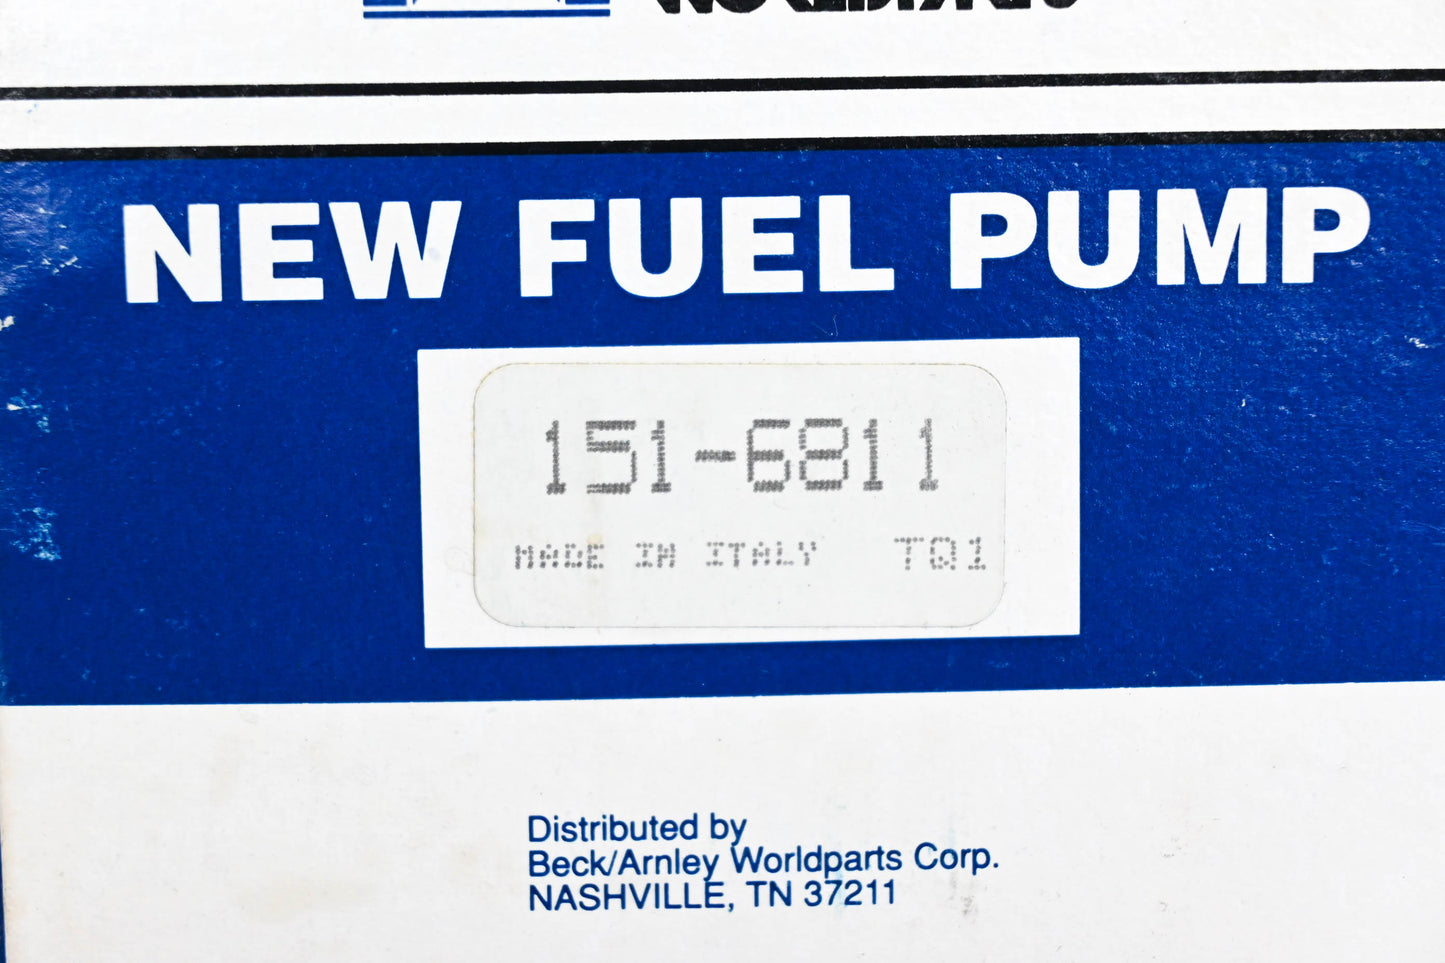 NEW FUEL PUMP
151-6811
MADE IN ITALY TQ1
Distributed by
Beck/Arnley Worldparts Corp.
NASHVILLE, TN 37211